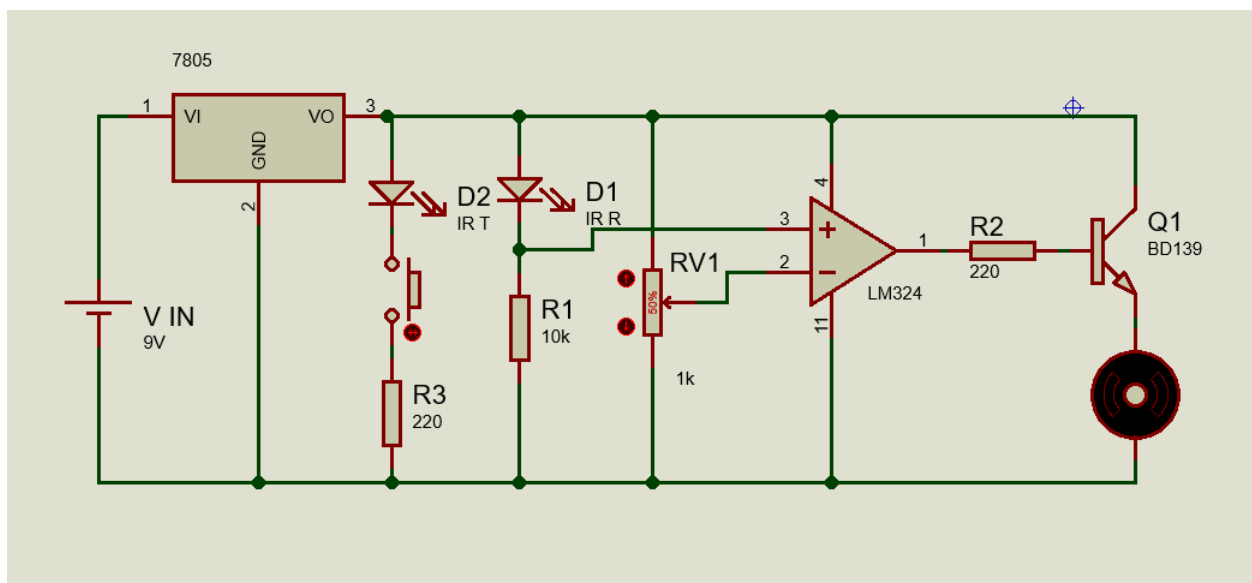 7805
1
VI
VO
3
GND
2
V IN
9V
D2
IR T
R3
220
D1
IR R
R1
10k
RV1
50%
1k
3
2
4
11
1
LM324
R2
220
Q1
BD139